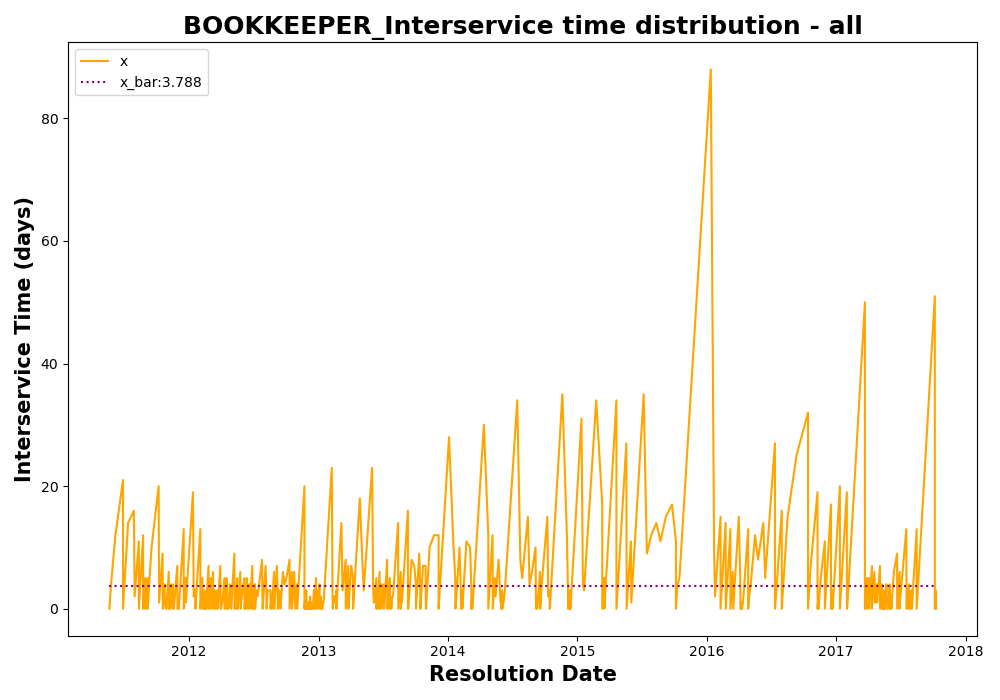 BOOKKEEPER_Interservice time distribution - all
x
x_bar:3.788
Interservice Time (days)
80
60
40
20
0
2012 2013 2014 2015 2016 2017 2018
Resolution Date